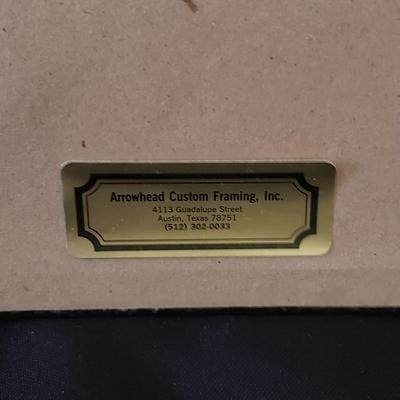 Arrowhead Custom Framing, Inc.
4113 Guadalupe Street
Austin, Texas 78751
(512) 302-0033